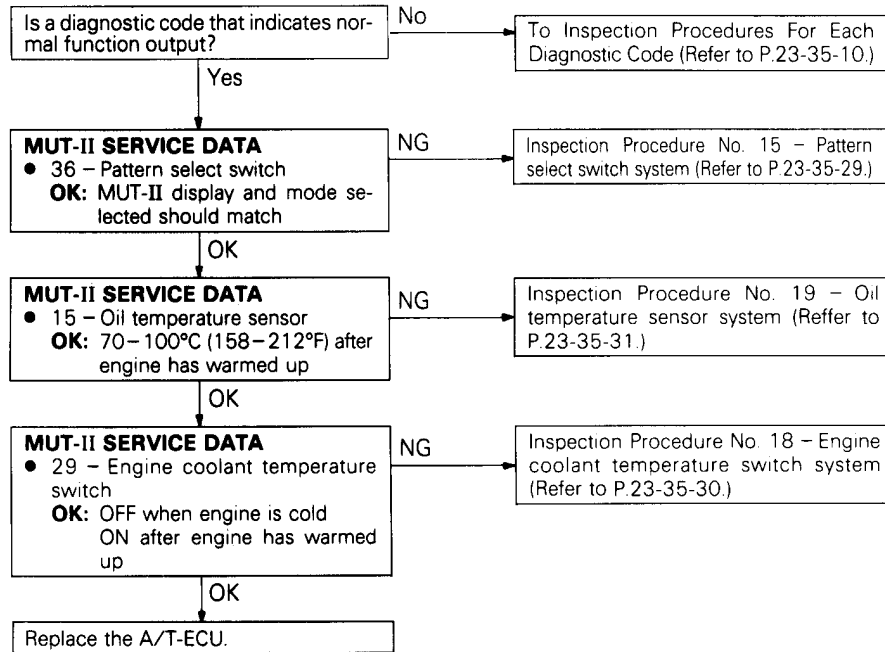 Is a diagnostic code that indicates nor-
mal function output?
No
To Inspection Procedures For Each
Diagnostic Code (Refer to P.23-35-10.)
Yes
MUT-II SERVICE DATA
● 36 – Pattern select switch
OK: MUT-II display and mode se-
lected should match
NG
Inspection Procedure No. 15 – Pattern
select switch system (Refer to P.23-35-29.)
OK
MUT-II SERVICE DATA
● 15 – Oil temperature sensor
OK: 70–100°C (158–212°F) after
engine has warmed up
NG
Inspection Procedure No. 19 – Oil
temperature sensor system (Reffer to
P.23-35-31.)
OK
MUT-II SERVICE DATA
● 29 – Engine coolant temperature
switch
OK: OFF when engine is cold
ON after engine has warmed
up
NG
Inspection Procedure No. 18 – Engine
coolant temperature switch system
(Refer to P.23-35-30.)
OK
Replace the A/T-ECU.